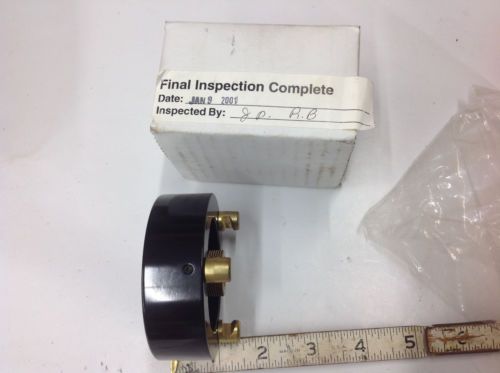 Final Inspection Complete
Date: JAN 9 2001
Inspected By: J.D. R.B
2 3 4 5